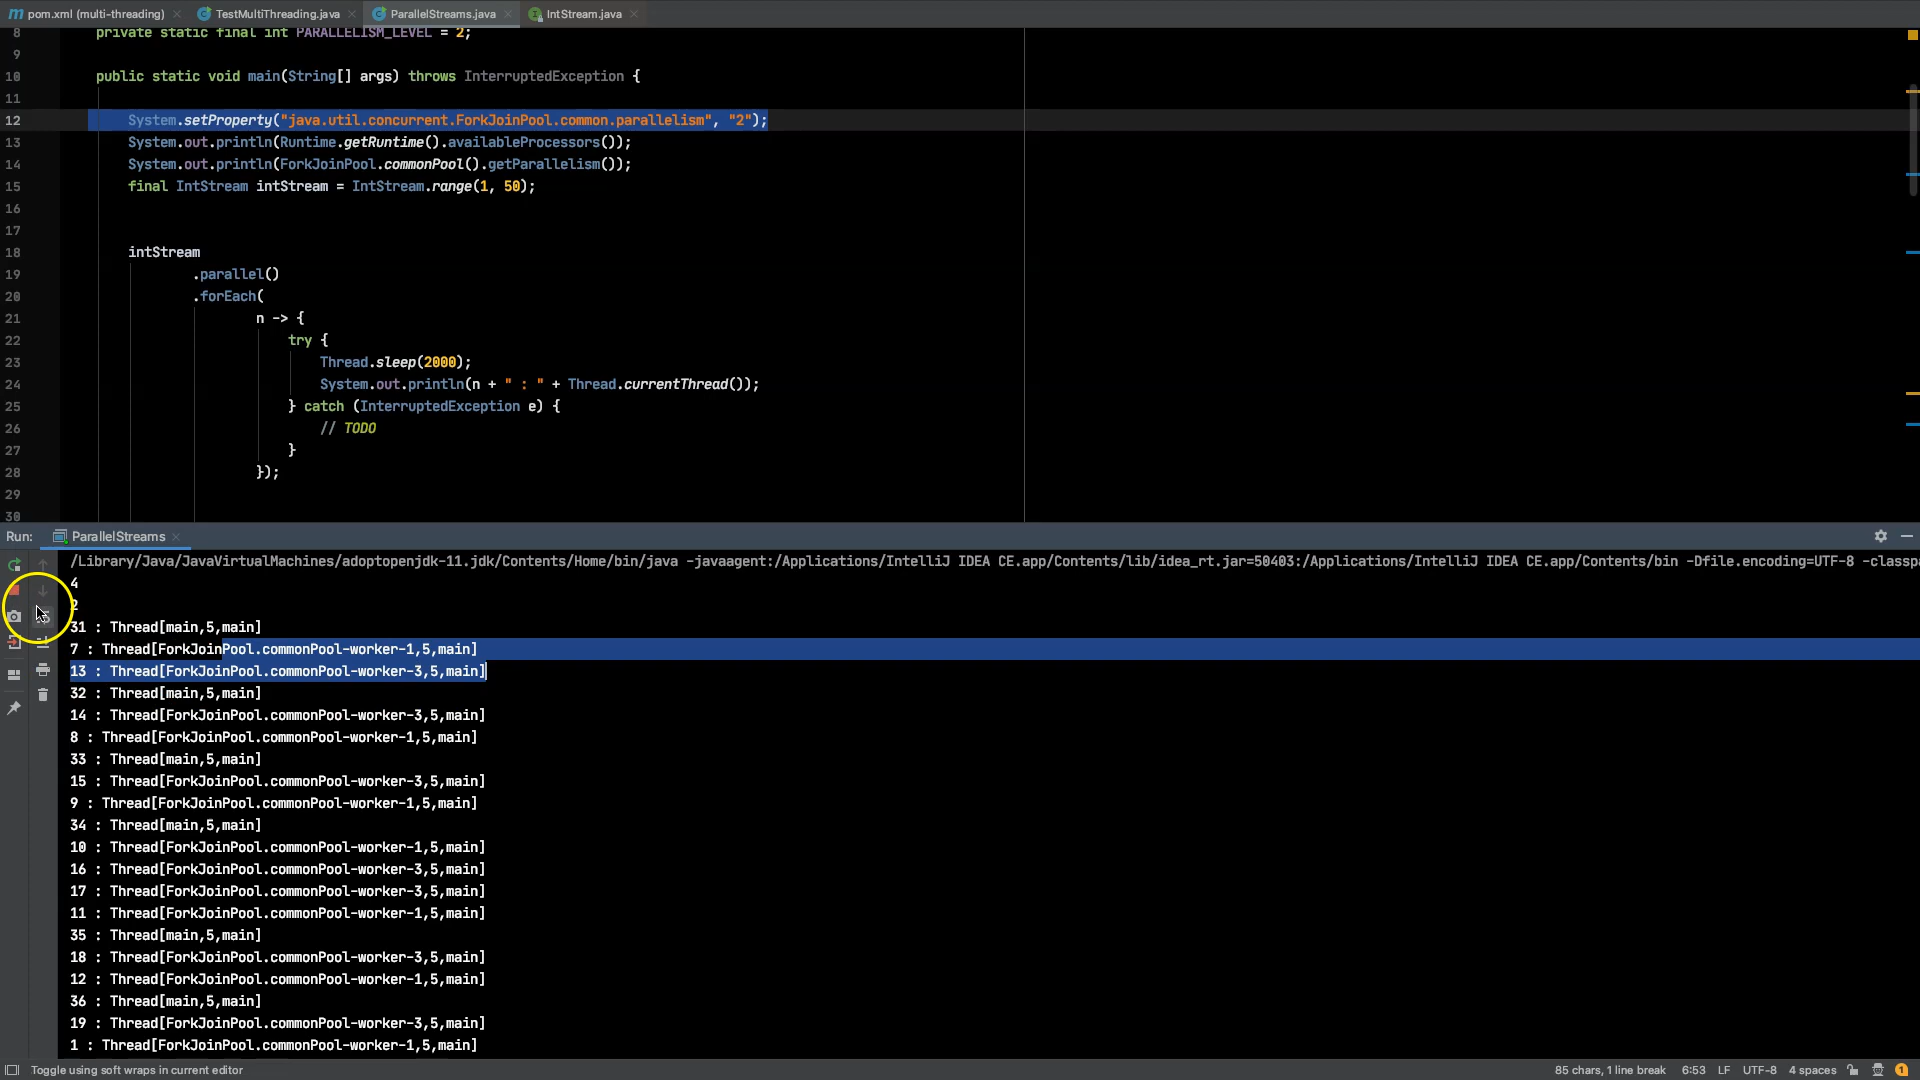 pom.xml (multi-threading)
TestMultiThreading.java
ParallelStreams.java
IntStream.java
8 private static final int PARALLELISM_LEVEL = 2;
9
10 public static void main(String[] args) throws InterruptedException {
11
12 System.setProperty("java.util.concurrent.ForkJoinPool.common.parallelism", "2");
13 System.out.println(Runtime.getRuntime().availableProcessors());
14 System.out.println(ForkJoinPool.commonPool().getParallelism());
15 final IntStream intStream = IntStream.range(1, 50);
16
17
18 intStream
19 .parallel()
20 .forEach(
21 n -> {
22 try {
23 Thread.sleep(2000);
24 System.out.println(n + " : " + Thread.currentThread());
25 } catch (InterruptedException e) {
26 // TODO
27 }
28 });
29
30
Run: ParallelStreams
/Library/Java/JavaVirtualMachines/adoptopenjdk-11.jdk/Contents/Home/bin/java -javaagent:/Applications/IntelliJ IDEA CE.app/Contents/lib/idea_rt.jar=50403:/Applications/IntelliJ IDEA CE.app/Contents/bin -Dfile.encoding=UTF-8 -classpa
4
2
31 : Thread[main,5,main]
7 : Thread[ForkJoinPool.commonPool-worker-1,5,main]
13 : Thread[ForkJoinPool.commonPool-worker-3,5,main]
32 : Thread[main,5,main]
14 : Thread[ForkJoinPool.commonPool-worker-3,5,main]
8 : Thread[ForkJoinPool.commonPool-worker-1,5,main]
33 : Thread[main,5,main]
15 : Thread[ForkJoinPool.commonPool-worker-3,5,main]
9 : Thread[ForkJoinPool.commonPool-worker-1,5,main]
34 : Thread[main,5,main]
10 : Thread[ForkJoinPool.commonPool-worker-1,5,main]
16 : Thread[ForkJoinPool.commonPool-worker-3,5,main]
17 : Thread[ForkJoinPool.commonPool-worker-3,5,main]
11 : Thread[ForkJoinPool.commonPool-worker-1,5,main]
35 : Thread[main,5,main]
18 : Thread[ForkJoinPool.commonPool-worker-3,5,main]
12 : Thread[ForkJoinPool.commonPool-worker-1,5,main]
36 : Thread[main,5,main]
19 : Thread[ForkJoinPool.commonPool-worker-3,5,main]
1 : Thread[ForkJoinPool.commonPool-worker-1,5,main]
Toggle using soft wraps in current editor
85 chars, 1 line break 6:53 LF UTF-8 4 spaces 1